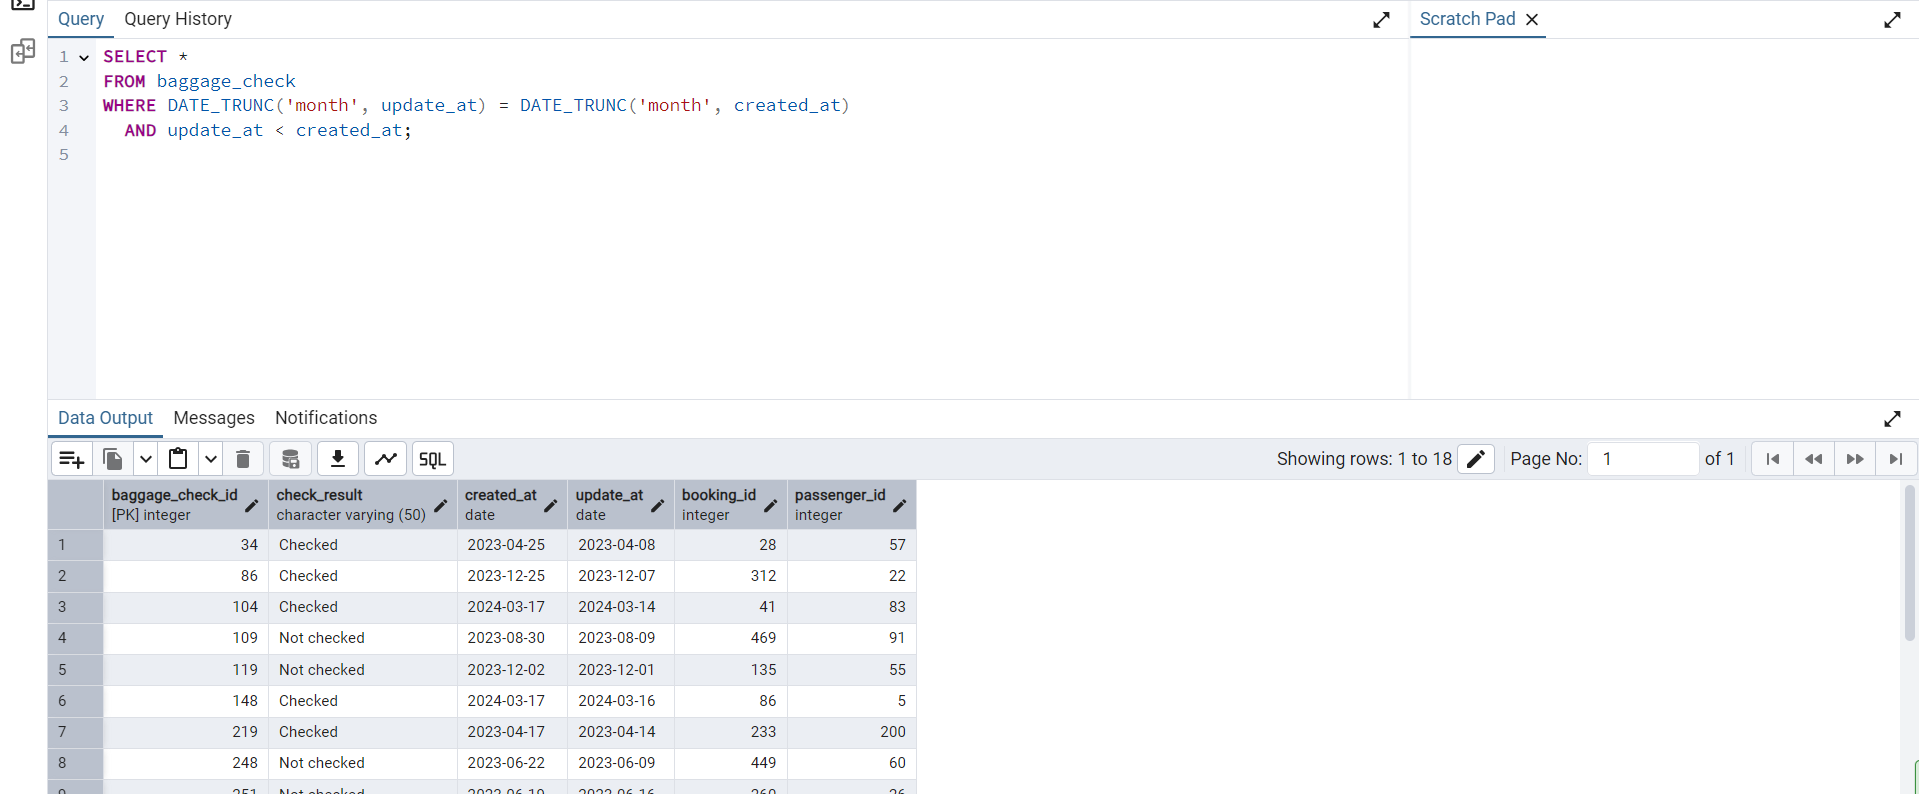 Query Query History Scratch Pad
1 SELECT *
2 FROM baggage_check
3 WHERE DATE_TRUNC('month', update_at) = DATE_TRUNC('month', created_at)
4 AND update_at < created_at;
5
Data Output Messages Notifications
SQL Showing rows: 1 to 18 Page No: 1 of 1
baggage_check_id check_result created_at update_at booking_id passenger_id
[PK] integer character varying (50) date date integer integer
1 34 Checked 2023-04-25 2023-04-08 28 57
2 86 Checked 2023-12-25 2023-12-07 312 22
3 104 Checked 2024-03-17 2024-03-14 41 83
4 109 Not checked 2023-08-30 2023-08-09 469 91
5 119 Not checked 2023-12-02 2023-12-01 135 55
6 148 Checked 2024-03-17 2024-03-16 86 5
7 219 Checked 2023-04-17 2023-04-14 233 200
8 248 Not checked 2023-06-22 2023-06-09 449 60